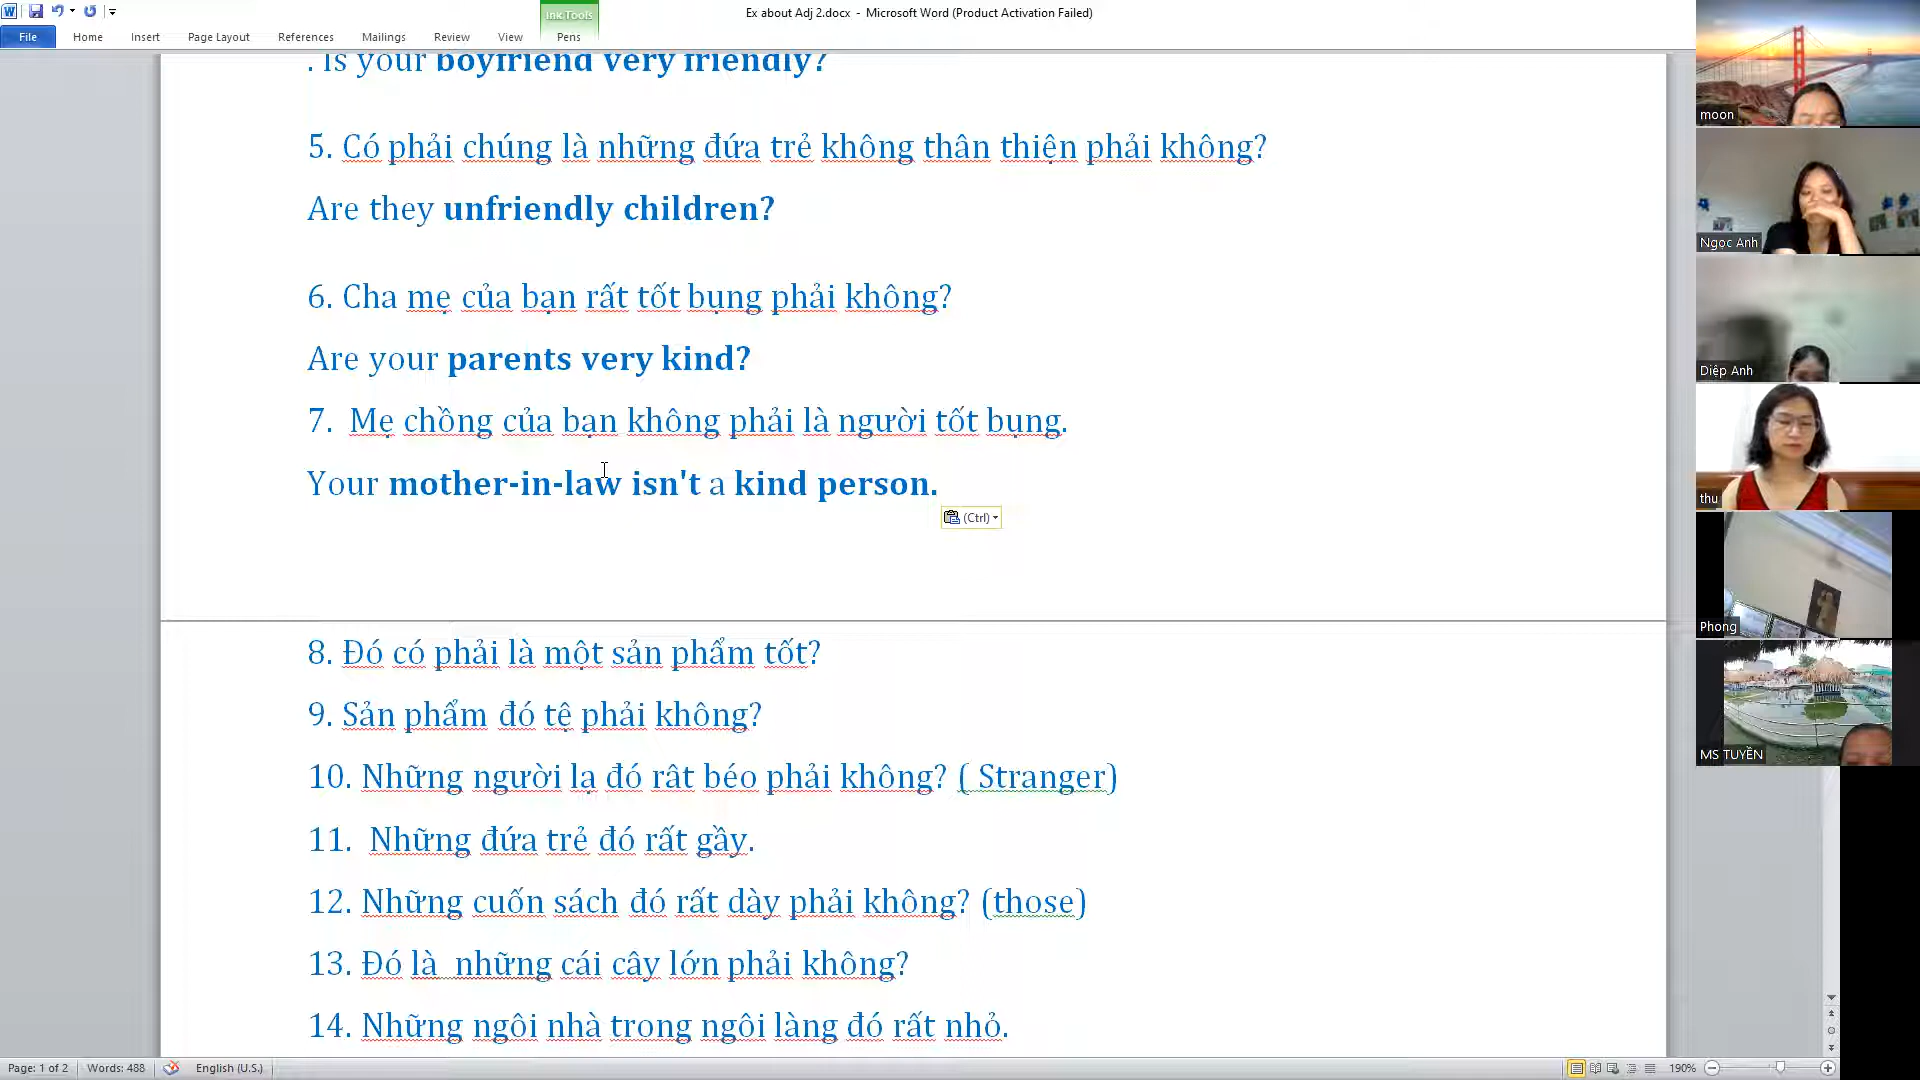 Ex about Adj 2.docx - Microsoft Word (Product Activation Failed)
Ink Tools
File Home Insert Page Layout References Mailings Review View Pens
. Is your boyfriend very friendly?
5. Có phải chúng là những đứa trẻ không thân thiện phải không?
Are they unfriendly children?
6. Cha mẹ của bạn rất tốt bụng phải không?
Are your parents very kind?
7. Mẹ chồng của bạn không phải là người tốt bụng.
Your mother-in-law isn't a kind person.
(Ctrl)
8. Đó có phải là một sản phẩm tốt?
9. Sản phẩm đó tệ phải không?
10. Những người lạ đó rât béo phải không? ( Stranger)
11. Những đứa trẻ đó rất gầy.
12. Những cuốn sách đó rất dày phải không? (those)
13. Đó là những cái cây lớn phải không?
14. Những ngôi nhà trong ngôi làng đó rất nhỏ.
Page: 1 of 2 Words: 488 English (U.S.) 190%
moon
Ngọc Anh
Diệp Anh
thu
Phong
MS TUYỀN